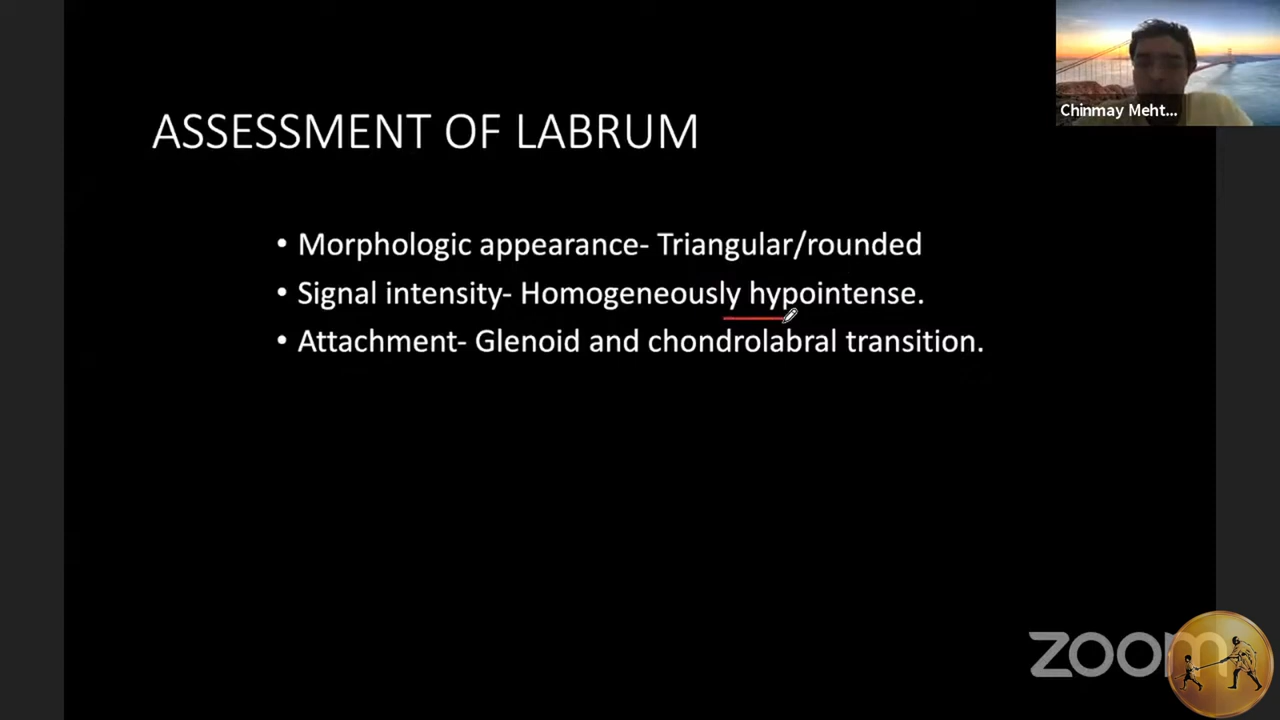 Chinmay Meht...
ASSESSMENT OF LABRUM
• Morphologic appearance- Triangular/rounded
• Signal intensity- Homogeneously hypointense.
• Attachment- Glenoid and chondrolabral transition.
zoom